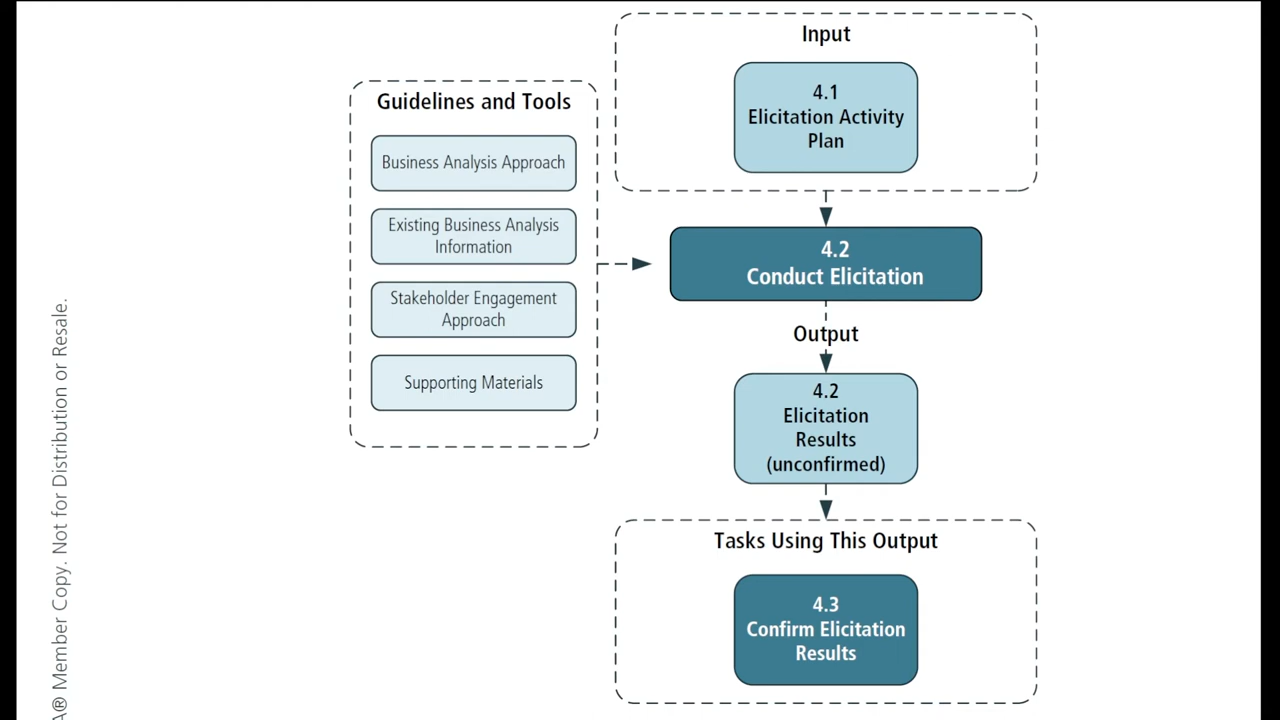 Input
4.1
Elicitation Activity
Plan
Guidelines and Tools
Business Analysis Approach
Existing Business Analysis
Information
Stakeholder Engagement
Approach
Supporting Materials
4.2
Conduct Elicitation
Output
4.2
Elicitation
Results
(unconfirmed)
Tasks Using This Output
4.3
Confirm Elicitation
Results
A® Member Copy. Not for Distribution or Resale.